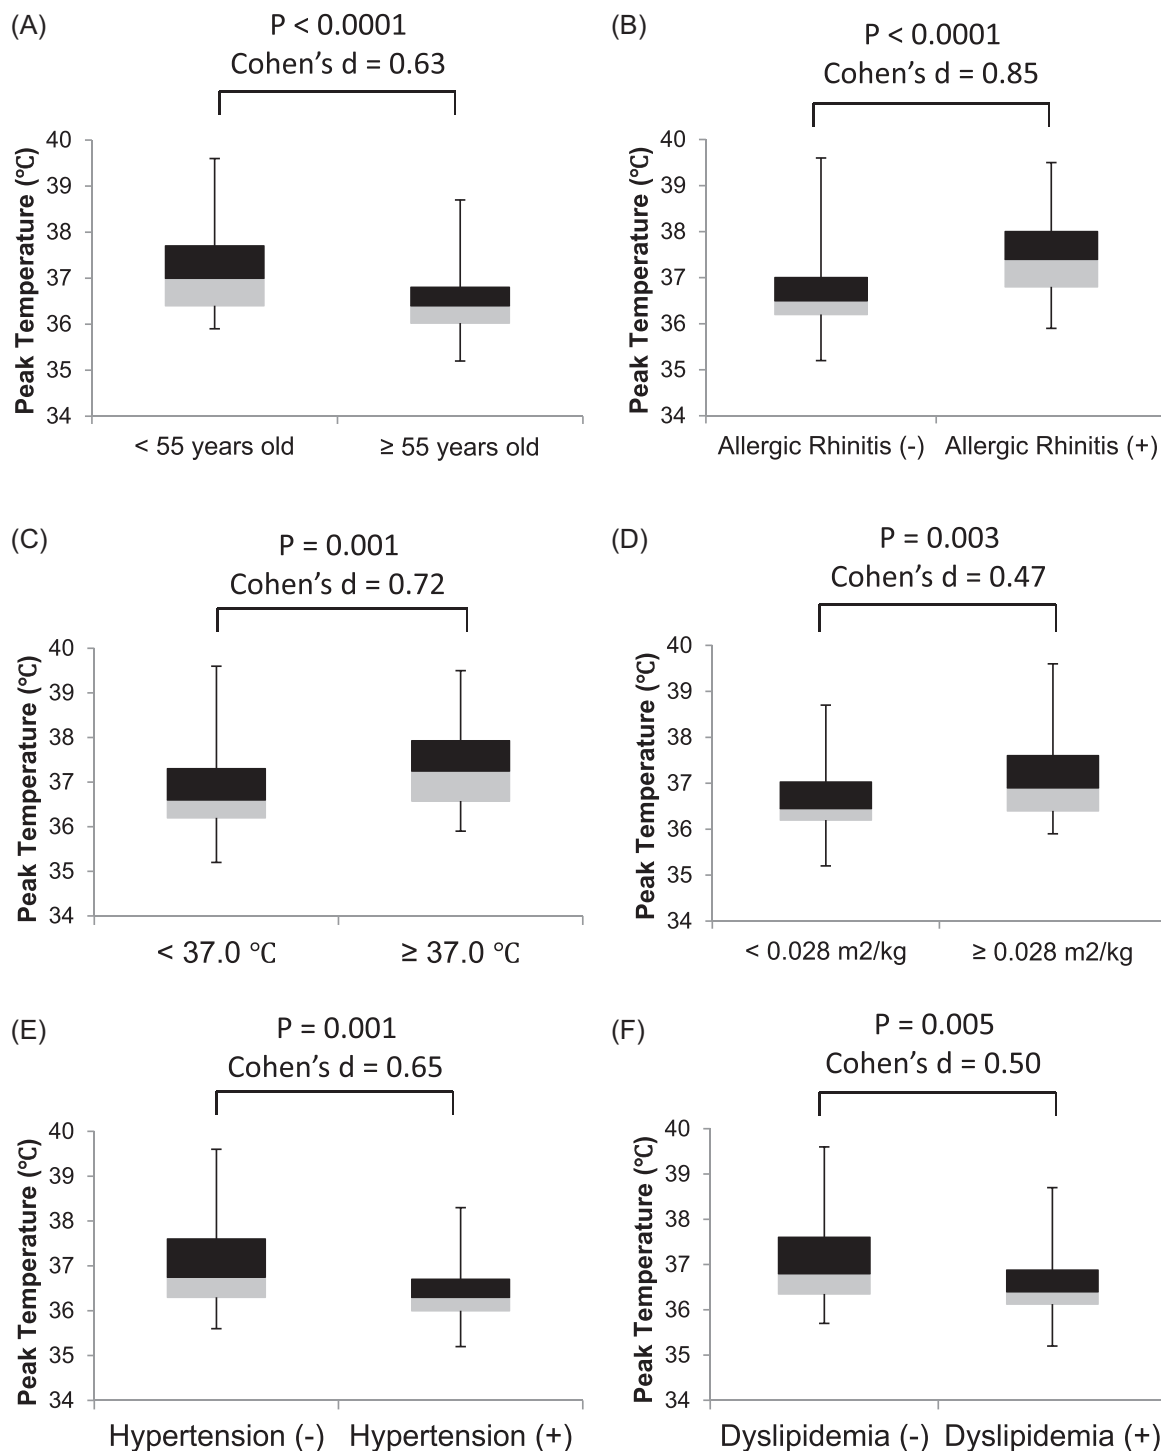 (A)
P < 0.0001
Cohen's d = 0.63
Peak Temperature (℃)
40
39
38
37
36
35
34
< 55 years old
≥ 55 years old
(B)
P < 0.0001
Cohen's d = 0.85
Peak Temperature (℃)
40
39
38
37
36
35
34
Allergic Rhinitis (-)
Allergic Rhinitis (+)
(C)
P = 0.001
Cohen's d = 0.72
Peak Temperature (℃)
40
39
38
37
36
35
34
< 37.0 ℃
≥ 37.0 ℃
(D)
P = 0.003
Cohen's d = 0.47
Peak Temperature (℃)
40
39
38
37
36
35
34
< 0.028 m2/kg
≥ 0.028 m2/kg
(E)
P = 0.001
Cohen's d = 0.65
Peak Temperature (℃)
40
39
38
37
36
35
34
Hypertension (-)
Hypertension (+)
(F)
P = 0.005
Cohen's d = 0.50
Peak Temperature (℃)
40
39
38
37
36
35
34
Dyslipidemia (-)
Dyslipidemia (+)